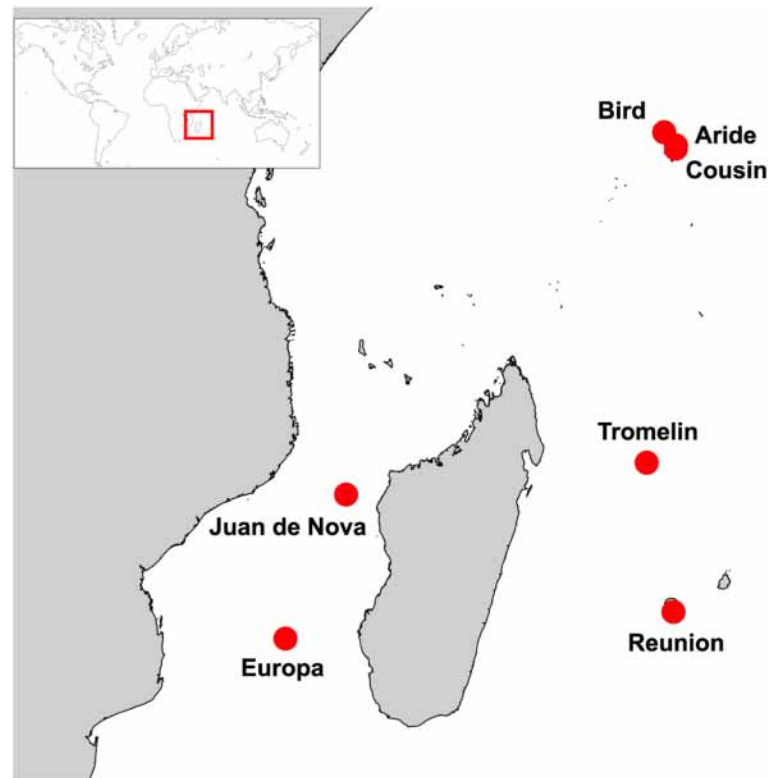 Bird
Aride
Cousin
Tromelin
Juan de Nova
Reunion
Europa